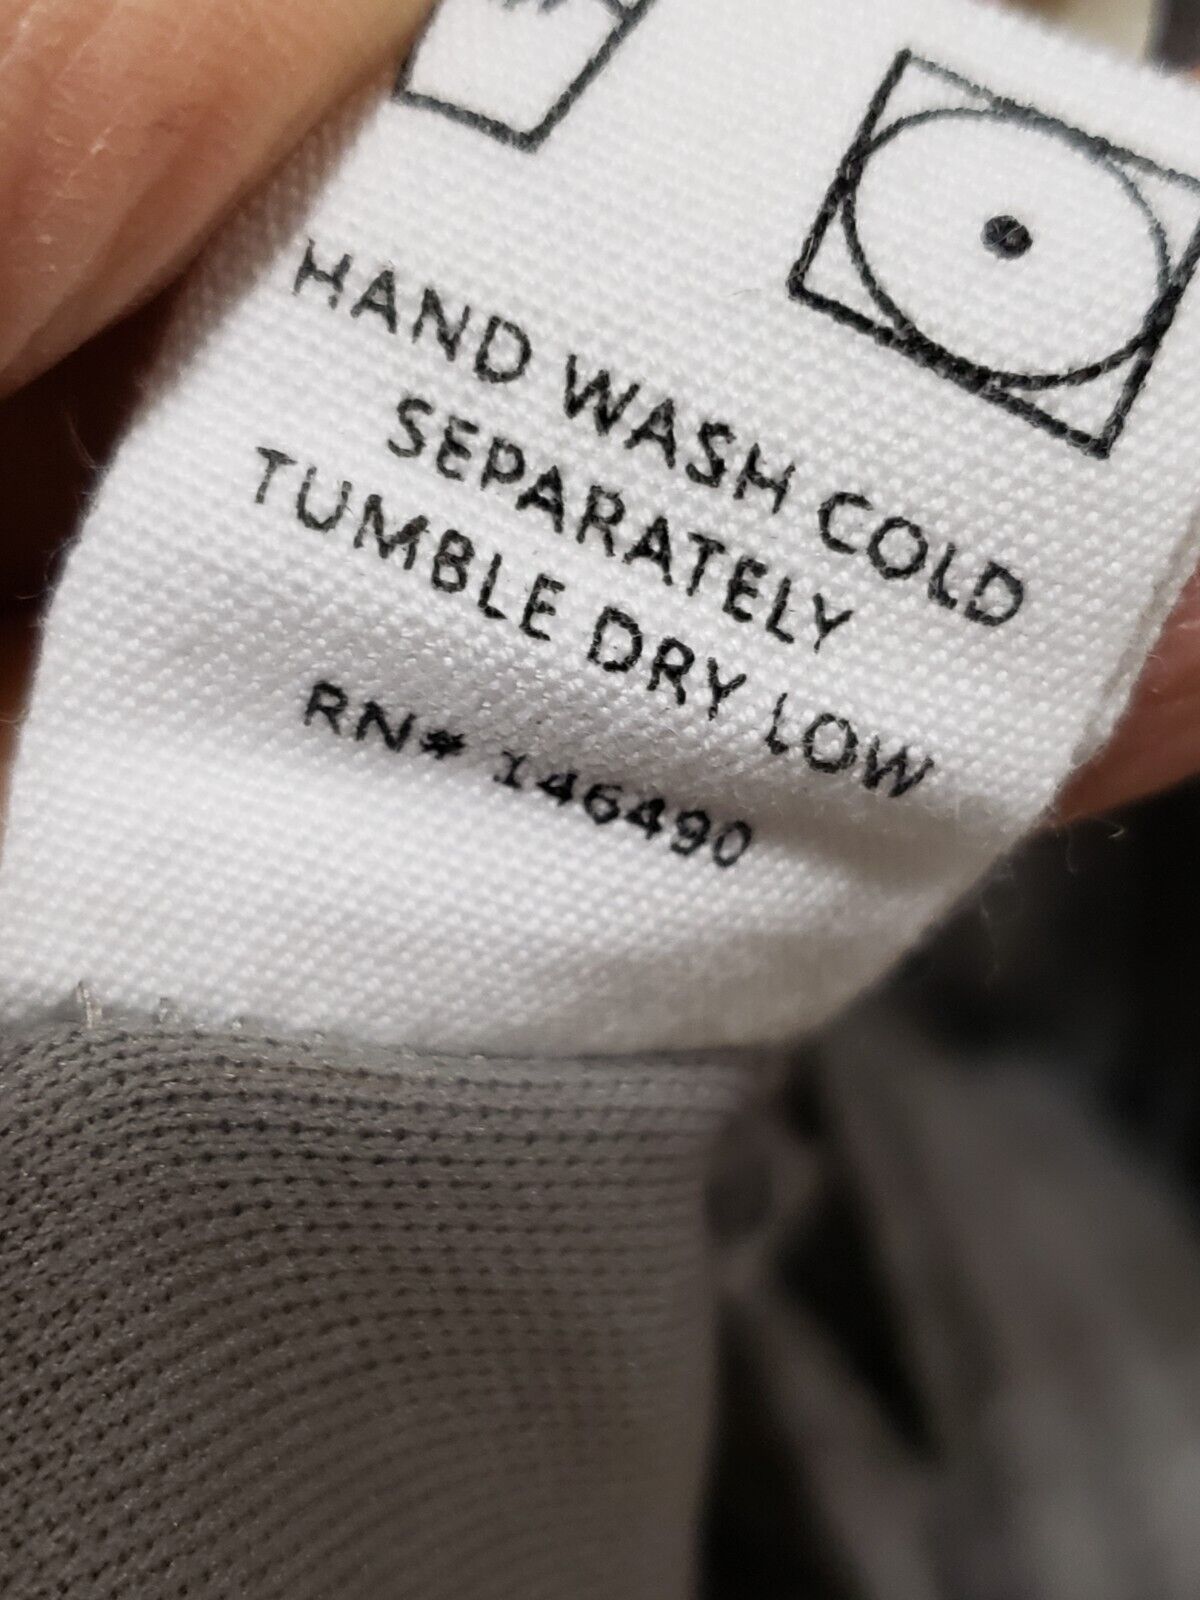 HAND WASH COLD
SEPARATELY
TUMBLE DRY LOW
RN# 146490